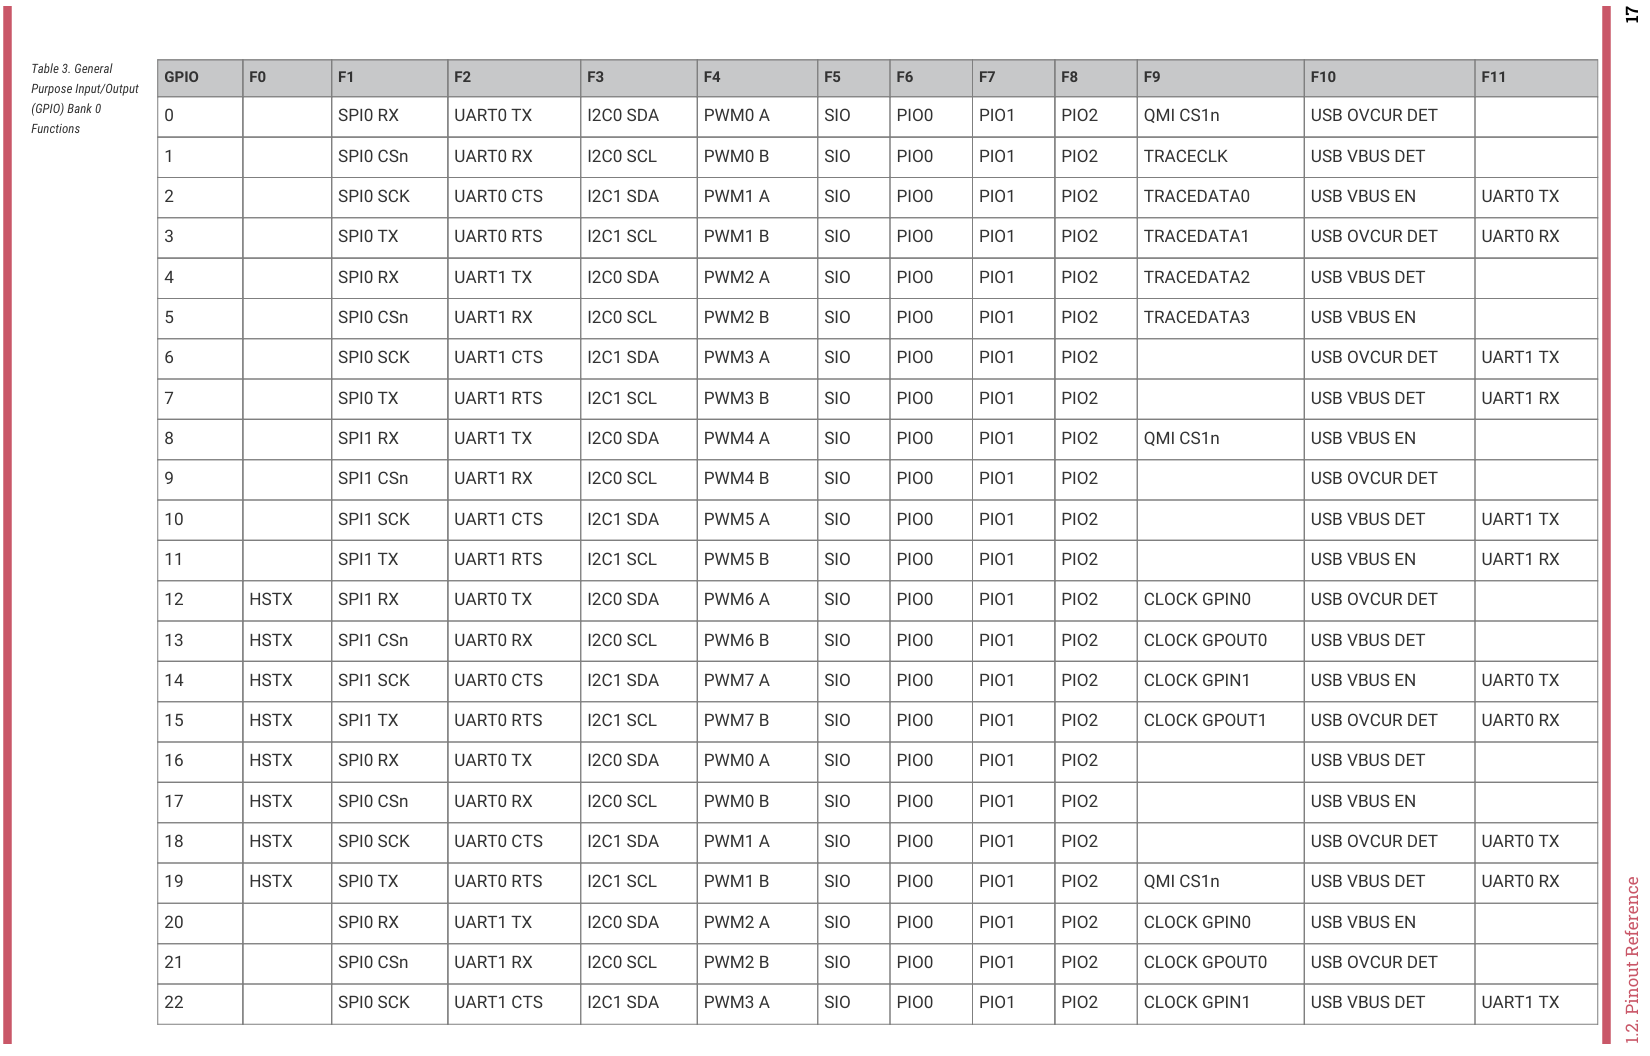 17
Table 3. General
Purpose Input/Output
(GPIO) Bank 0
Functions
GPIO F0 F1 F2 F3 F4 F5 F6 F7 F8 F9 F10 F11
0 SPI0 RX UART0 TX I2C0 SDA PWM0 A SIO PIO0 PIO1 PIO2 QMI CS1n USB OVCUR DET
1 SPI0 CSn UART0 RX I2C0 SCL PWM0 B SIO PIO0 PIO1 PIO2 TRACECLK USB VBUS DET
2 SPI0 SCK UART0 CTS I2C1 SDA PWM1 A SIO PIO0 PIO1 PIO2 TRACEDATA0 USB VBUS EN UART0 TX
3 SPI0 TX UART0 RTS I2C1 SCL PWM1 B SIO PIO0 PIO1 PIO2 TRACEDATA1 USB OVCUR DET UART0 RX
4 SPI0 RX UART1 TX I2C0 SDA PWM2 A SIO PIO0 PIO1 PIO2 TRACEDATA2 USB VBUS DET
5 SPI0 CSn UART1 RX I2C0 SCL PWM2 B SIO PIO0 PIO1 PIO2 TRACEDATA3 USB VBUS EN
6 SPI0 SCK UART1 CTS I2C1 SDA PWM3 A SIO PIO0 PIO1 PIO2 USB OVCUR DET UART1 TX
7 SPI0 TX UART1 RTS I2C1 SCL PWM3 B SIO PIO0 PIO1 PIO2 USB VBUS DET UART1 RX
8 SPI1 RX UART1 TX I2C0 SDA PWM4 A SIO PIO0 PIO1 PIO2 QMI CS1n USB VBUS EN
9 SPI1 CSn UART1 RX I2C0 SCL PWM4 B SIO PIO0 PIO1 PIO2 USB OVCUR DET
10 SPI1 SCK UART1 CTS I2C1 SDA PWM5 A SIO PIO0 PIO1 PIO2 USB VBUS DET UART1 TX
11 SPI1 TX UART1 RTS I2C1 SCL PWM5 B SIO PIO0 PIO1 PIO2 USB VBUS EN UART1 RX
12 HSTX SPI1 RX UART0 TX I2C0 SDA PWM6 A SIO PIO0 PIO1 PIO2 CLOCK GPIN0 USB OVCUR DET
13 HSTX SPI1 CSn UART0 RX I2C0 SCL PWM6 B SIO PIO0 PIO1 PIO2 CLOCK GPOUT0 USB VBUS DET
14 HSTX SPI1 SCK UART0 CTS I2C1 SDA PWM7 A SIO PIO0 PIO1 PIO2 CLOCK GPIN1 USB VBUS EN UART0 TX
15 HSTX SPI1 TX UART0 RTS I2C1 SCL PWM7 B SIO PIO0 PIO1 PIO2 CLOCK GPOUT1 USB OVCUR DET UART0 RX
16 HSTX SPI0 RX UART0 TX I2C0 SDA PWM0 A SIO PIO0 PIO1 PIO2 USB VBUS DET
17 HSTX SPI0 CSn UART0 RX I2C0 SCL PWM0 B SIO PIO0 PIO1 PIO2 USB VBUS EN
18 HSTX SPI0 SCK UART0 CTS I2C1 SDA PWM1 A SIO PIO0 PIO1 PIO2 USB OVCUR DET UART0 TX
19 HSTX SPI0 TX UART0 RTS I2C1 SCL PWM1 B SIO PIO0 PIO1 PIO2 QMI CS1n USB VBUS DET UART0 RX
20 SPI0 RX UART1 TX I2C0 SDA PWM2 A SIO PIO0 PIO1 PIO2 CLOCK GPIN0 USB VBUS EN
21 SPI0 CSn UART1 RX I2C0 SCL PWM2 B SIO PIO0 PIO1 PIO2 CLOCK GPOUT0 USB OVCUR DET
22 SPI0 SCK UART1 CTS I2C1 SDA PWM3 A SIO PIO0 PIO1 PIO2 CLOCK GPIN1 USB VBUS DET UART1 TX
1.2. Pinout Reference